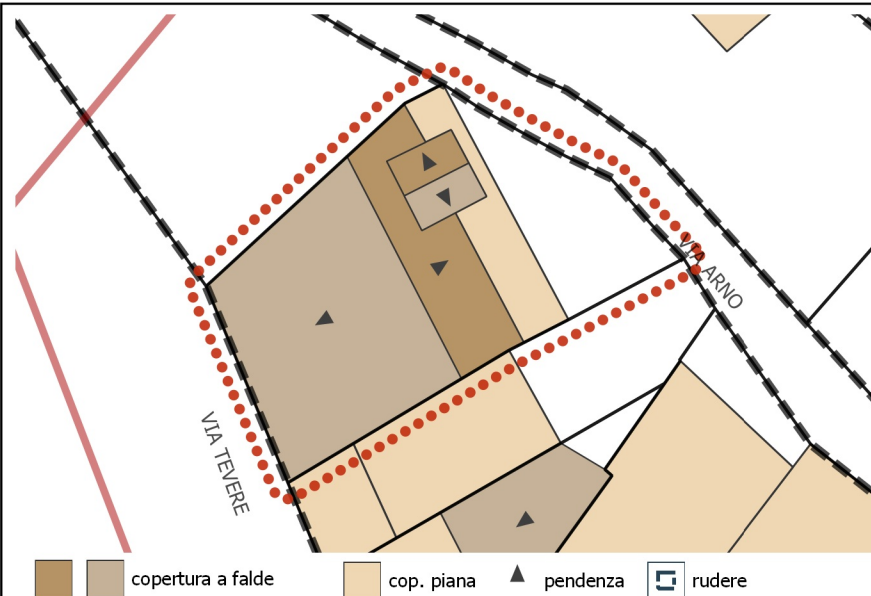 VIA ARNO
VIA TEVERE
copertura a falde
cop. piana
pendenza
rudere